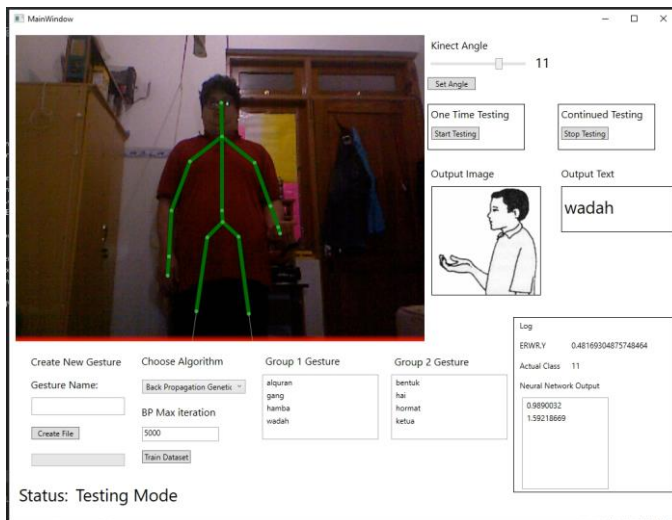 MainWindow
Kinect Angle
11
Set Angle
One Time Testing
Start Testing
Continued Testing
Stop Testing
Output Image
Output Text
wadah
Log
ERWR.Y 0.48169304875748464
Actual Class 11
Neural Network Output
0.9890032
1.59218669
Create New Gesture
Gesture Name:
Create File
Choose Algorithm
Back Propagation Genetic
BP Max iteration
5000
Train Dataset
Group 1 Gesture
alquran
gang
hamba
wadah
Group 2 Gesture
bentuk
hai
hormat
ketua
Status: Testing Mode